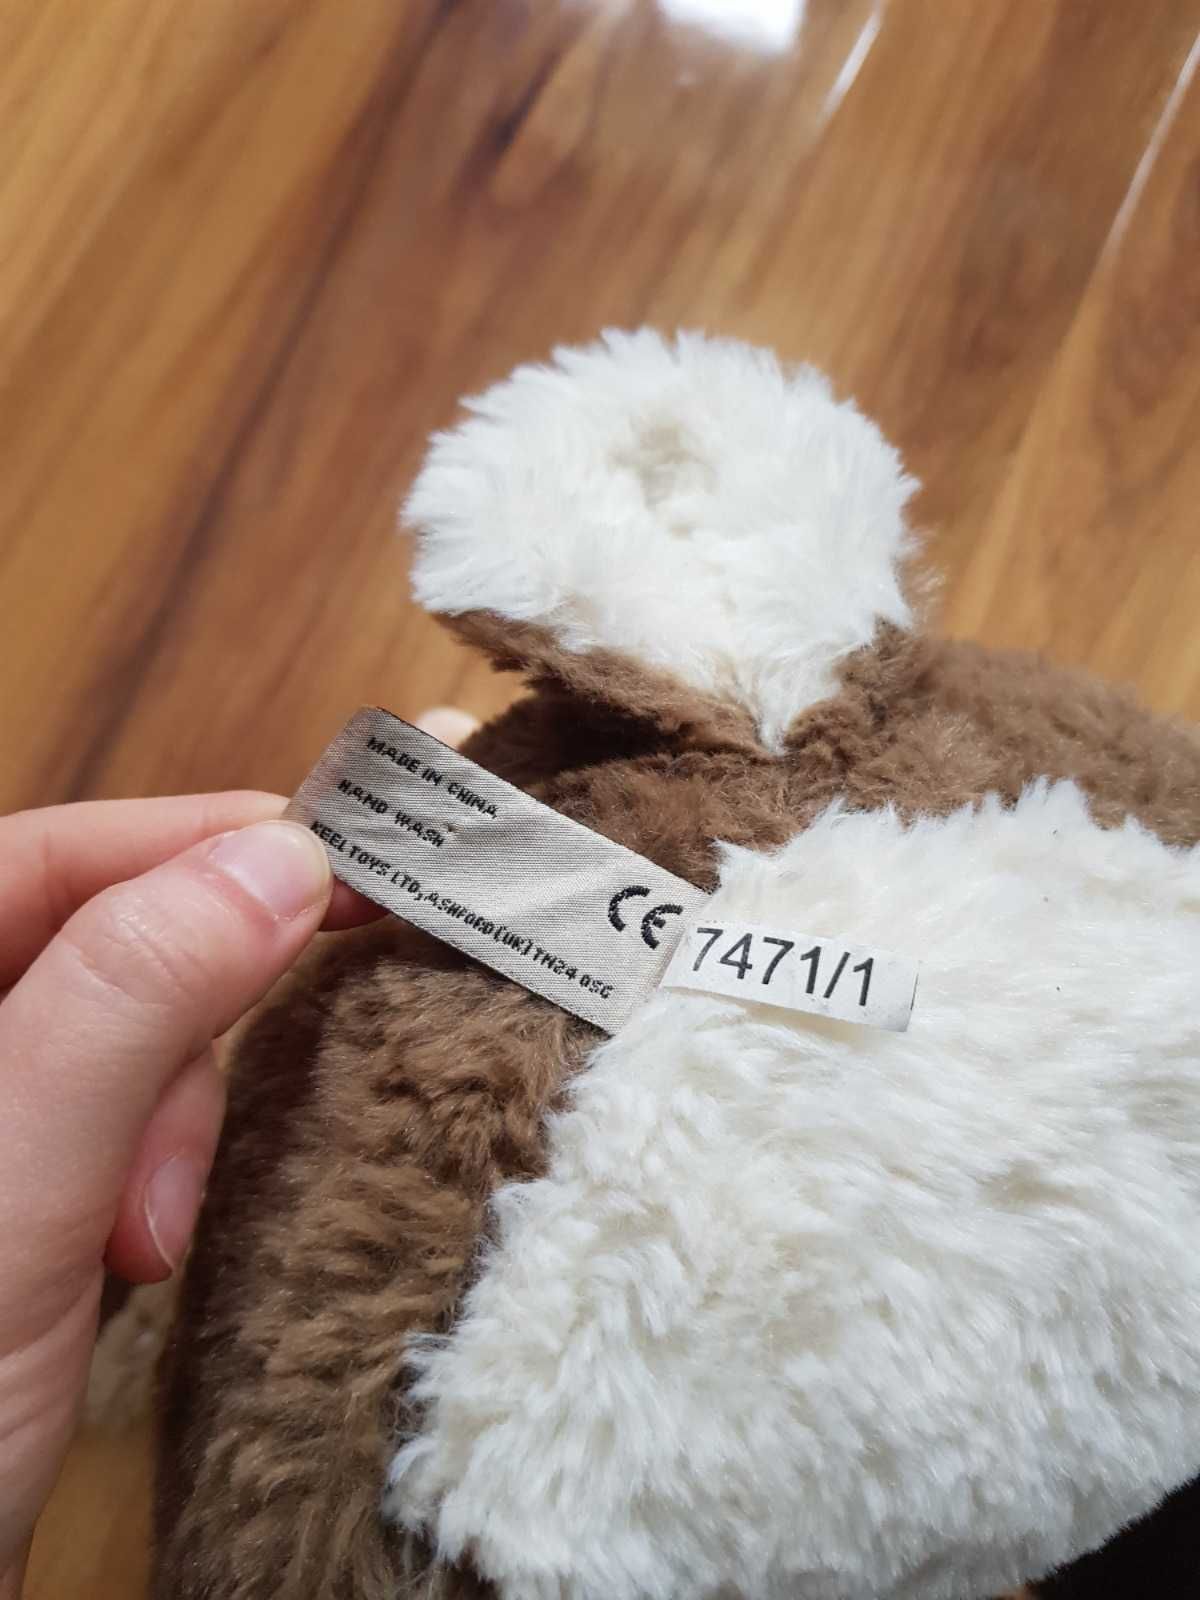 MADE IN CHINA
HAND WASH
KEEL TOYS LTD,ASHFORD(UK)TN24 0SG
CE
7471/1